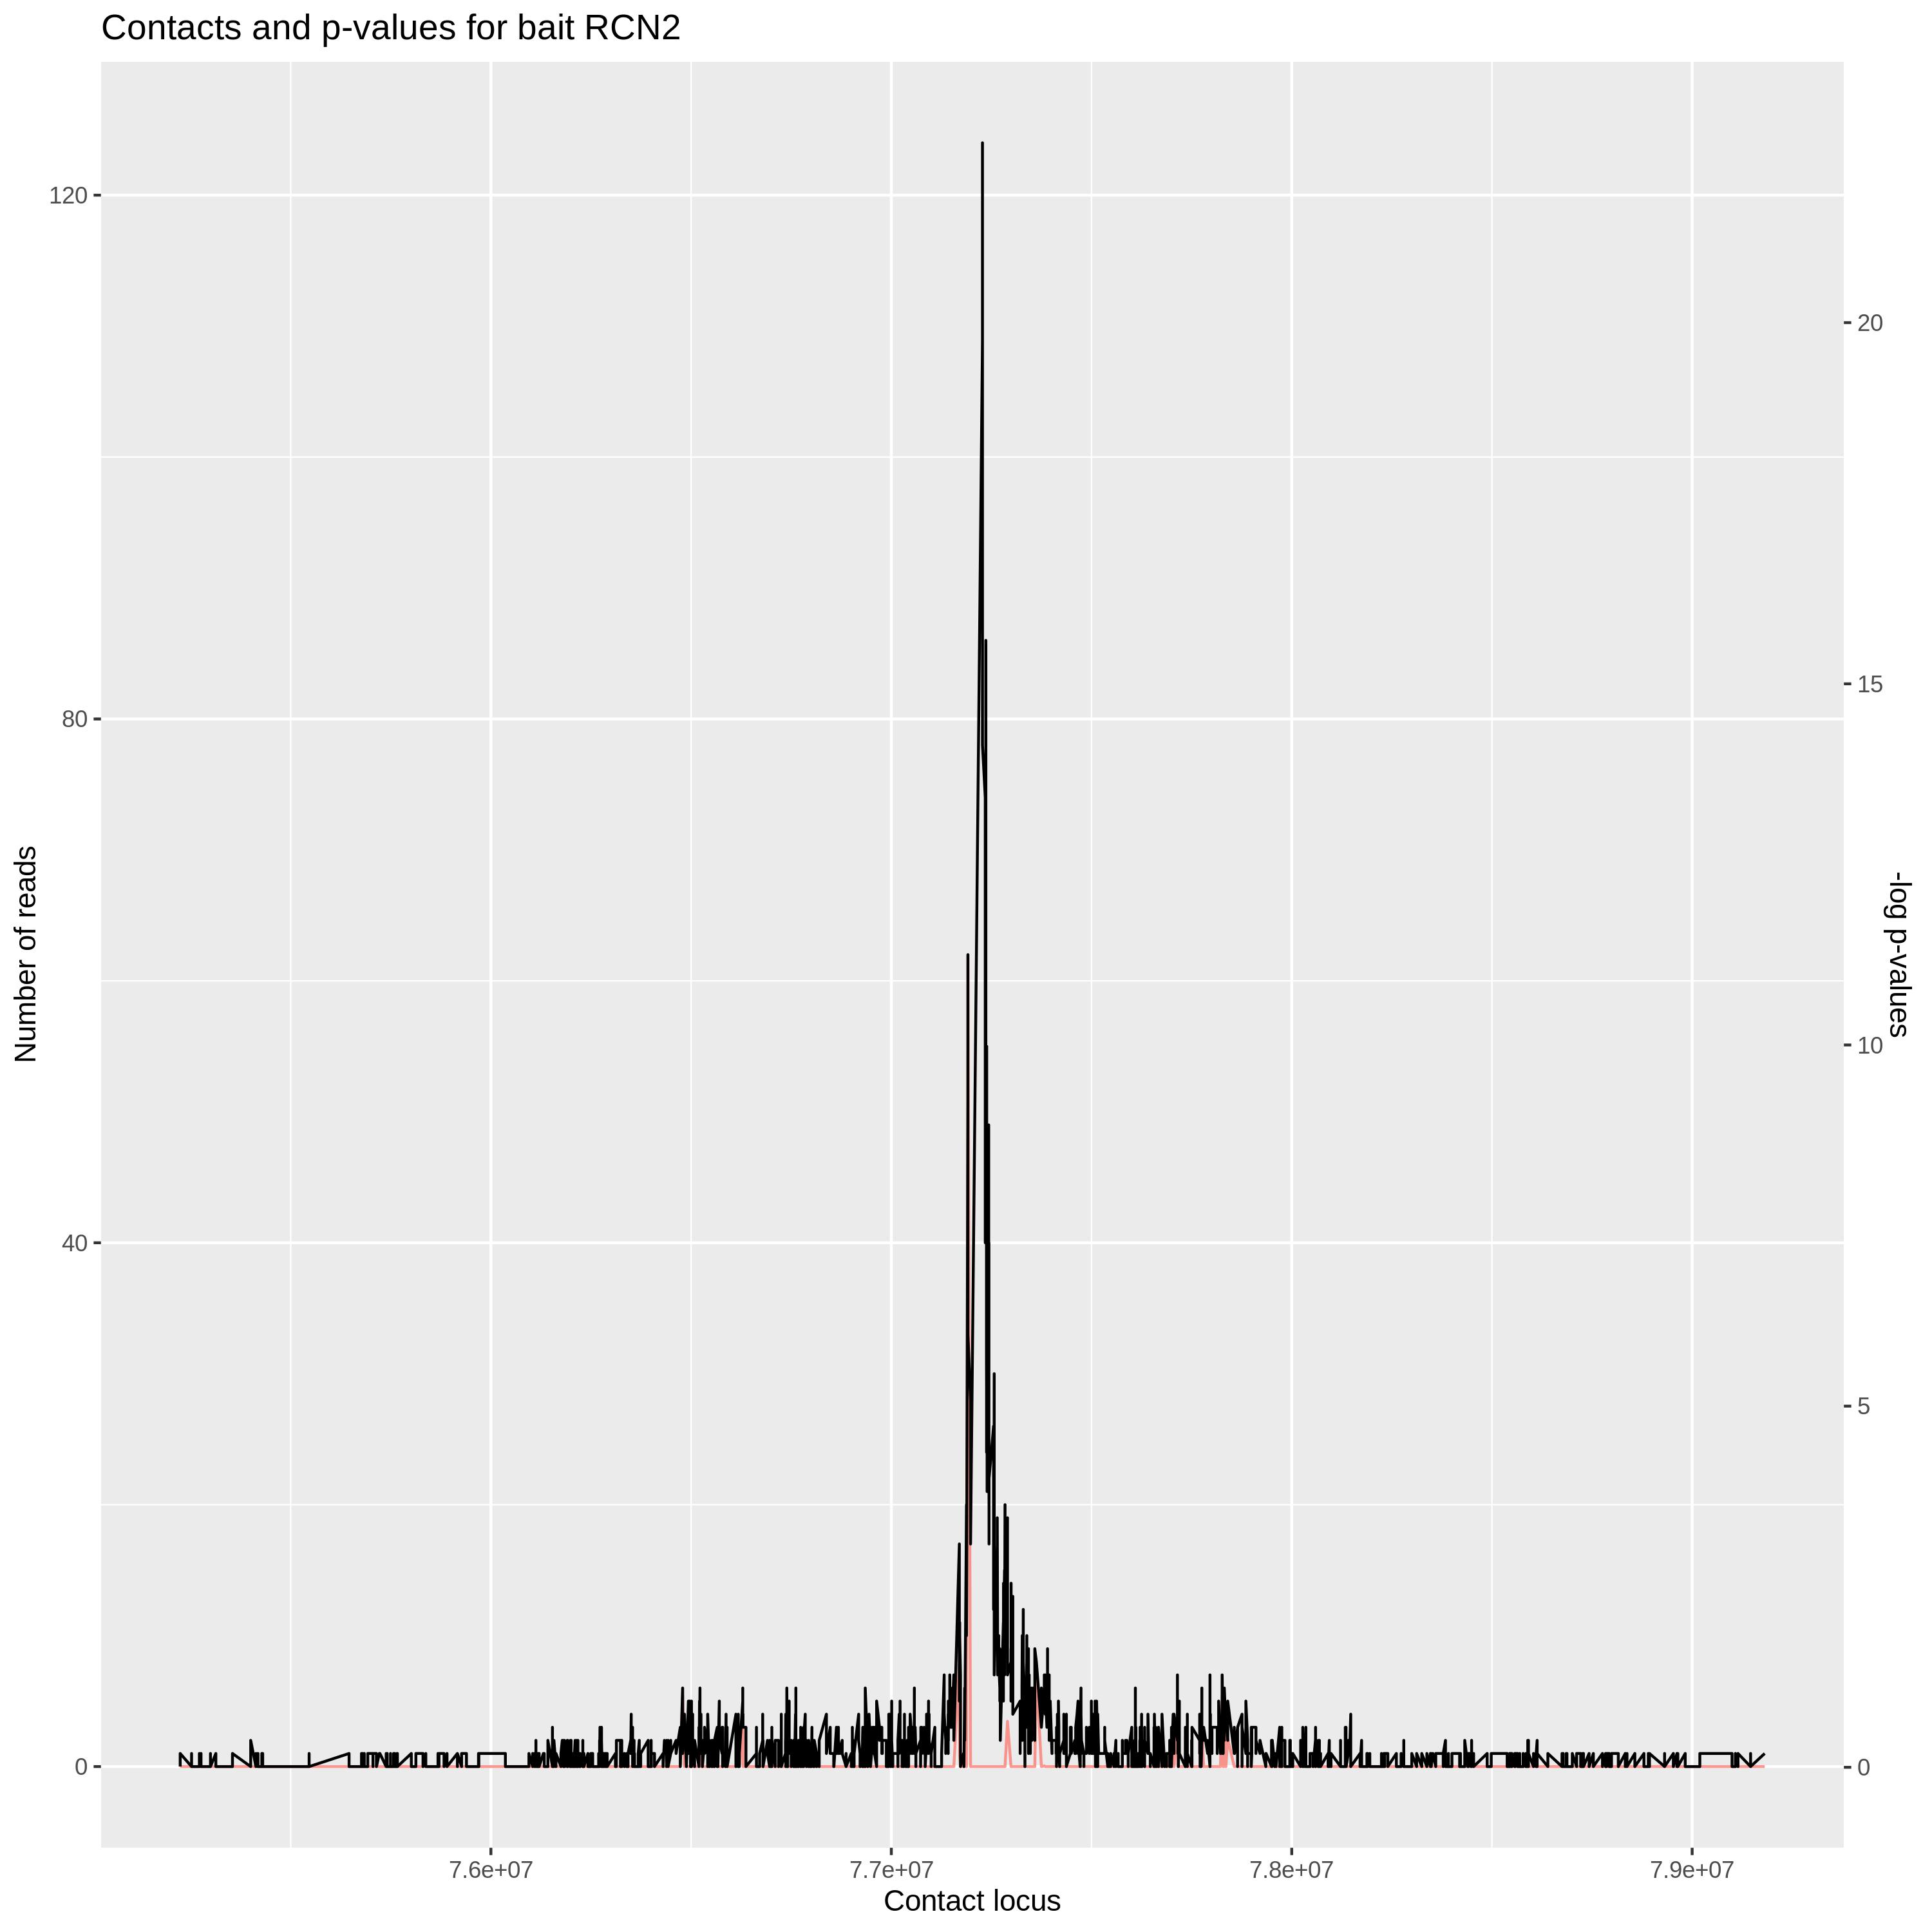 Contacts and p-values for bait RCN2
120
80
40
0
Number of reads
20
15
10
5
0
-log p-values
7.6e+07
7.7e+07
7.8e+07
7.9e+07
Contact locus